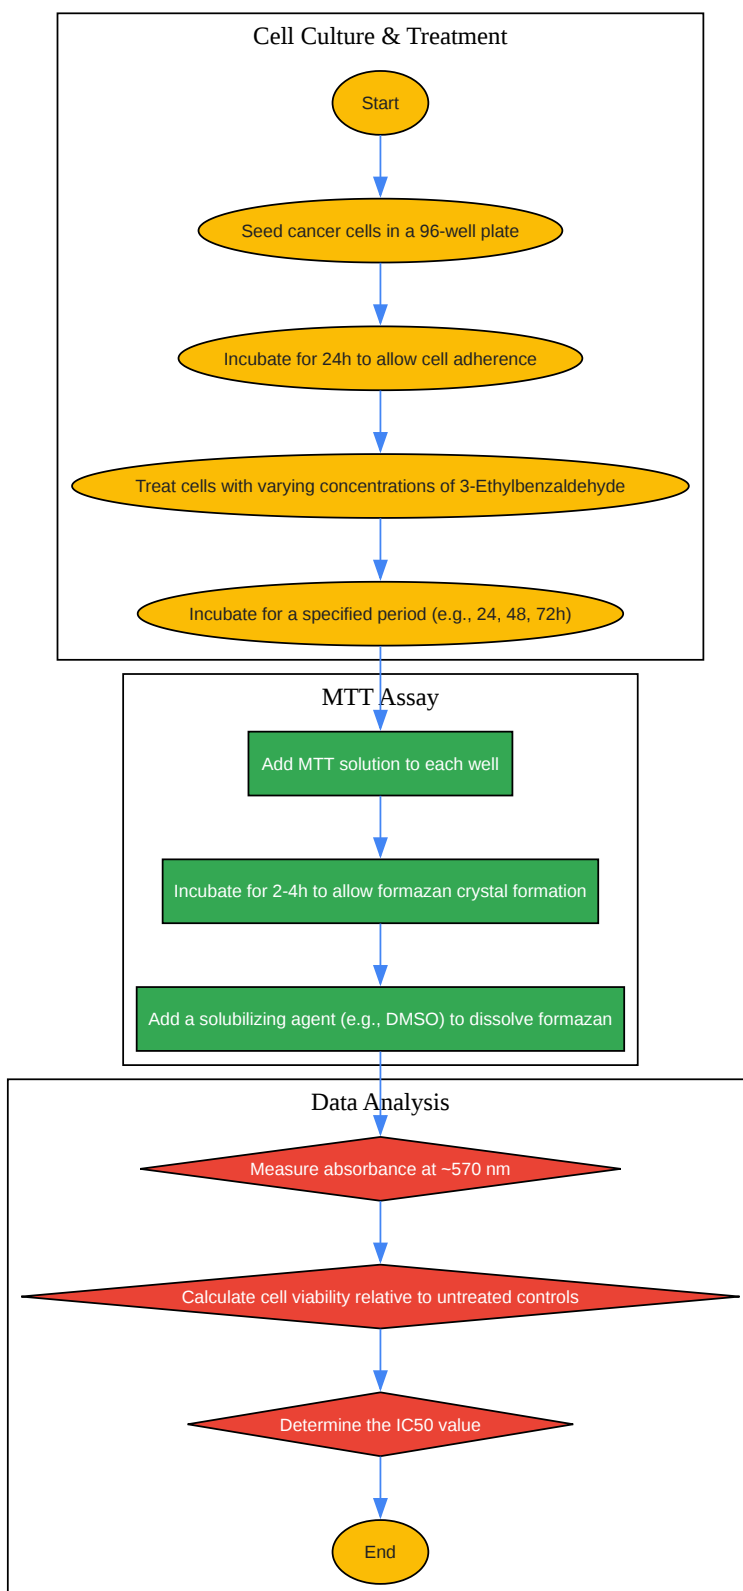 Cell Culture & Treatment
Start
Seed cancer cells in a 96-well plate
Incubate for 24h to allow cell adherence
Treat cells with varying concentrations of 3-Ethylbenzaldehyde
Incubate for a specified period (e.g., 24, 48, 72h)
MTT Assay
Add MTT solution to each well
Incubate for 2-4h to allow formazan crystal formation
Add a solubilizing agent (e.g., DMSO) to dissolve formazan
Data Analysis
Measure absorbance at ~570 nm
Calculate cell viability relative to untreated controls
Determine the IC50 value
End